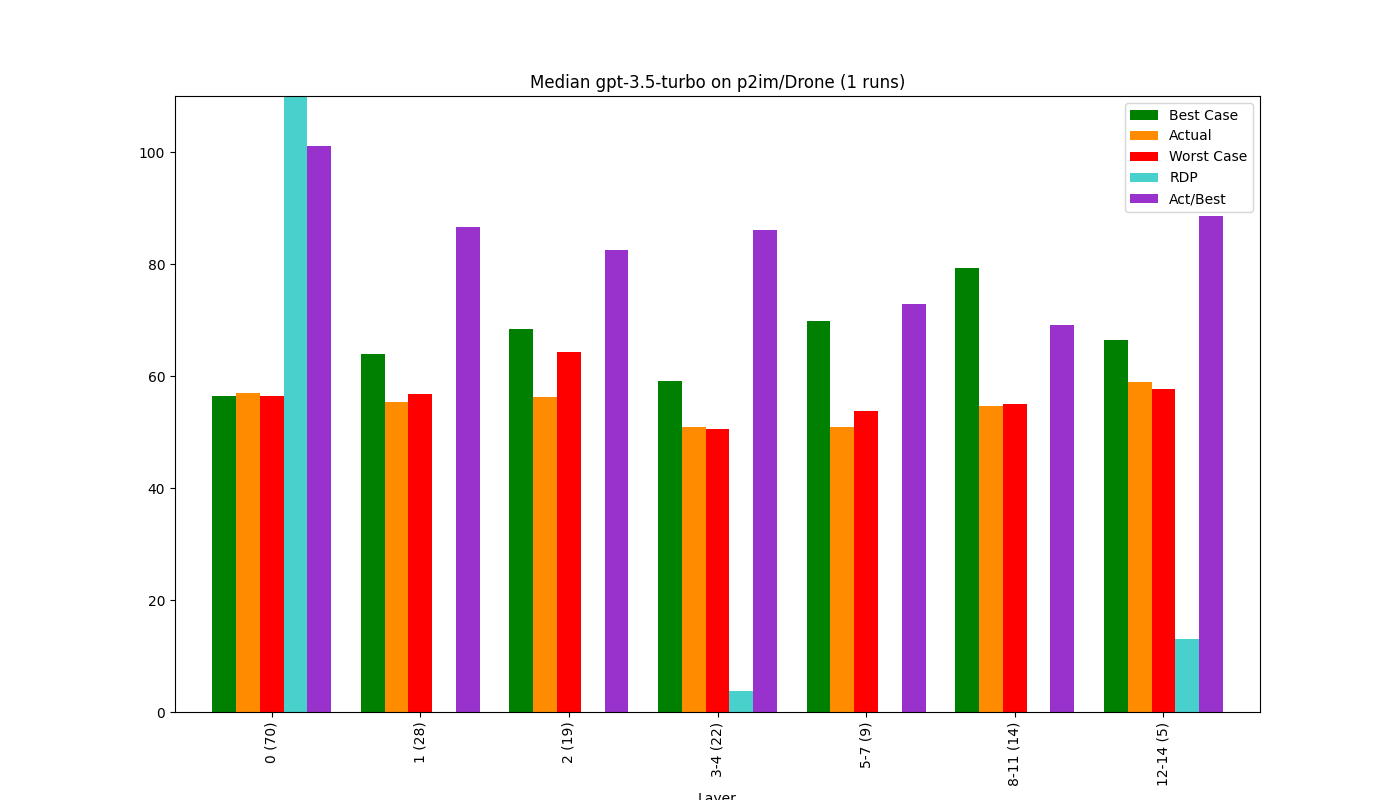 Median gpt-3.5-turbo on p2im/Drone (1 runs)
Best Case
Actual
Worst Case
RDP
Act/Best
100
80
60
40
20
0
0 (70)
1 (28)
2 (19)
3-4 (22)
5-7 (9)
8-11 (14)
12-14 (5)
Layer